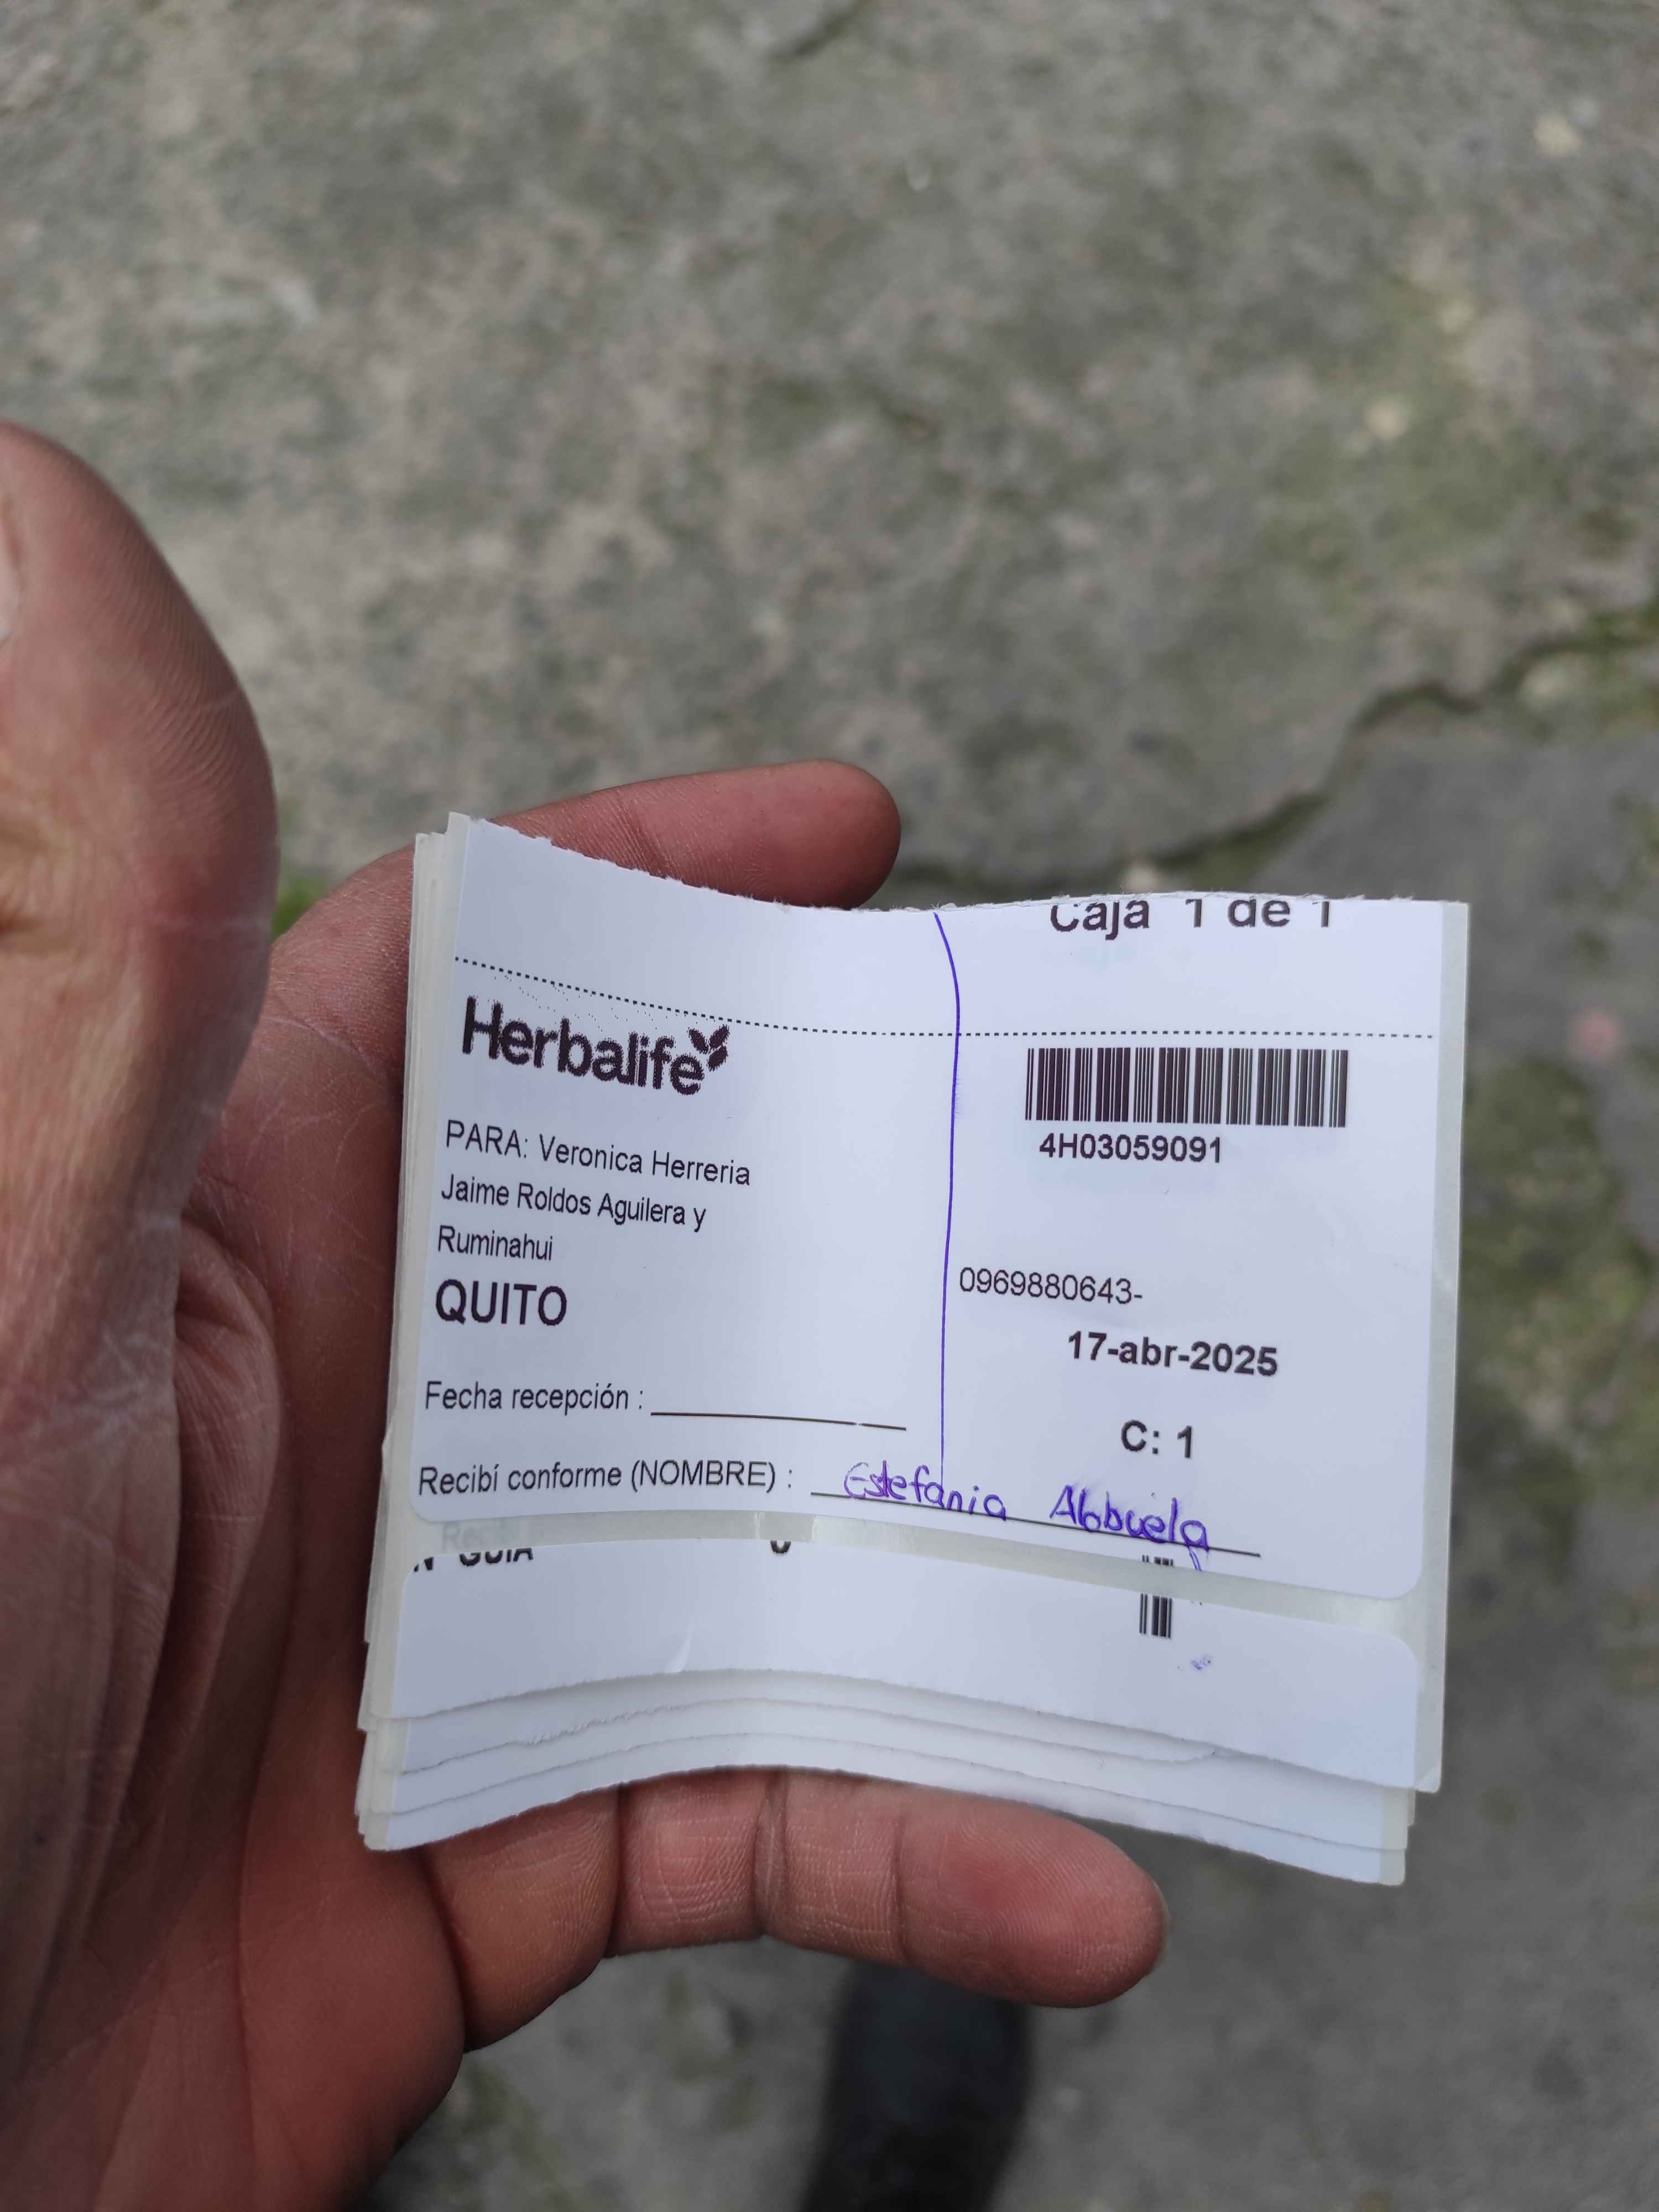 Caja 1 de 1
Herbalife
4H03059091
PARA: Veronica Herreria
Jaime Roldos Aguilera y
Ruminahui
QUITO
0969880643-
17-abr-2025
C: 1
Fecha recepción :
Recibí conforme (NOMBRE) : Estefania Abbuela
GUIA